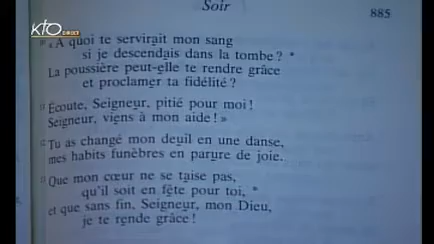 Soir
885
KTO
« A quoi te servirait mon sang
si je descendais dans la tombe ? *
La poussière peut-elle te rendre grâce
et proclamer ta fidélité ?
Écoute, Seigneur, pitié pour moi !
Seigneur, viens à mon aide ! »
Tu as changé mon deuil en une danse,
mes habits funèbres en parure de joie.
Que mon cœur ne se taise pas,
qu'il soit en fête pour toi, *
et que sans fin, Seigneur, mon Dieu,
je te rende grâce !